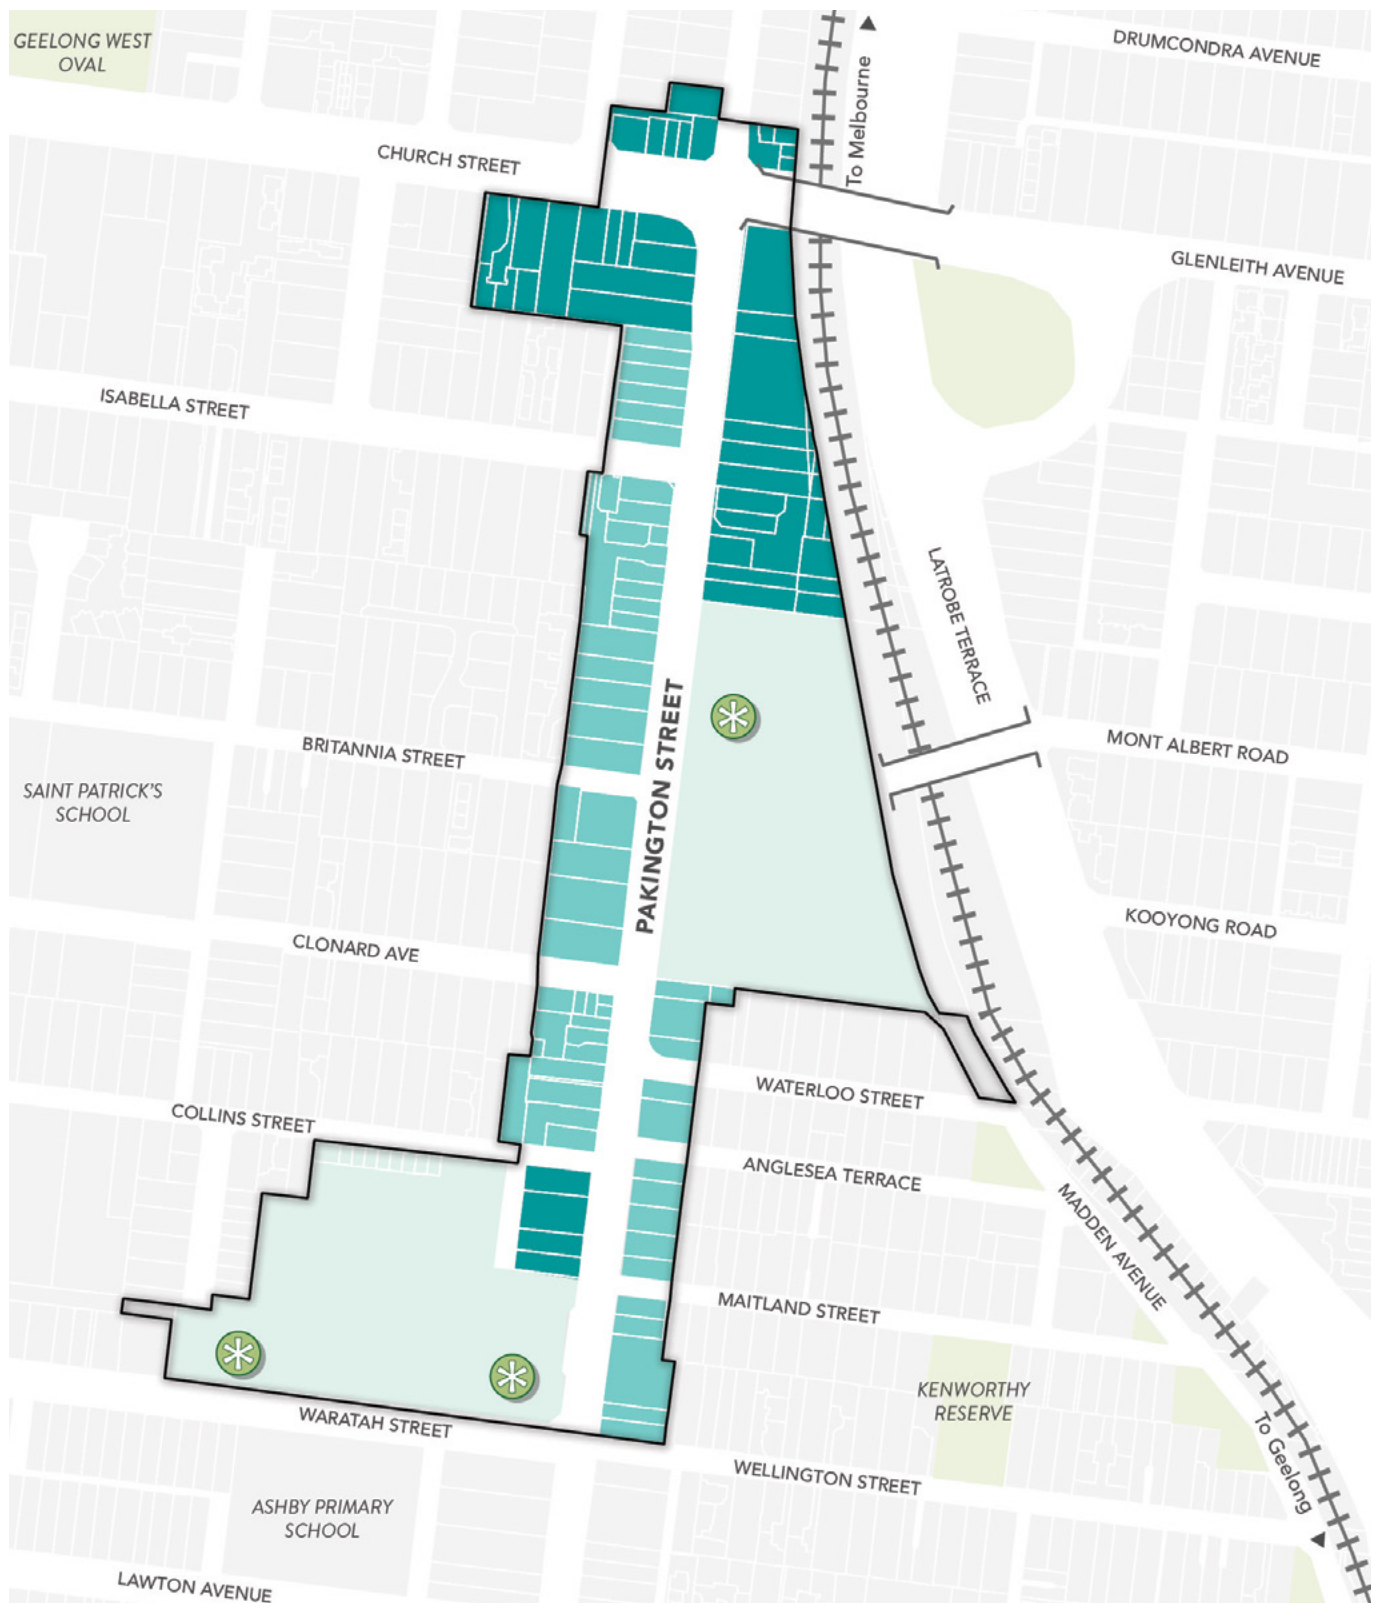 GEELONG WEST
OVAL
DRUMCONDRA AVENUE
To Melbourne
CHURCH STREET
GLENLEITH AVENUE
ISABELLA STREET
LATROBE TERRACE
PAKINGTON STREET
BRITANNIA STREET
MONT ALBERT ROAD
SAINT PATRICK'S
SCHOOL
KOOYONG ROAD
CLONARD AVE
WATERLOO STREET
COLLINS STREET
ANGLESEA TERRACE
MADDEN AVENUE
MAITLAND STREET
KENWORTHY
RESERVE
WARATAH STREET
To Geelong
WELLINGTON STREET
ASHBY PRIMARY
SCHOOL
LAWTON AVENUE